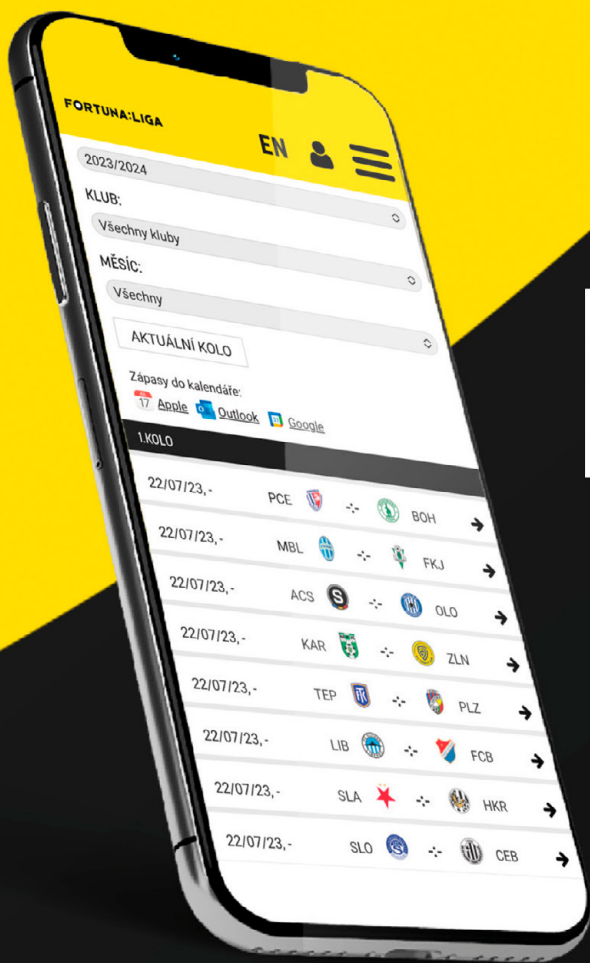 FORTUNA:LIGA
EN
2023/2024
KLUB:
Všechny kluby
MĚSÍC:
Všechny
AKTUÁLNÍ KOLO
Zápasy do kalendáře:
17 Apple Outlook Google
1.KOLO
22/07/23,- PCE -:- BOH
22/07/23,- MBL -:- FKJ
22/07/23,- ACS S -:- OLO
22/07/23,- KAR -:- ZLN
22/07/23,- TEP -:- PLZ
22/07/23,- LIB -:- FCB
22/07/23,- SLA -:- HKR
22/07/23,- SLO S -:- CEB